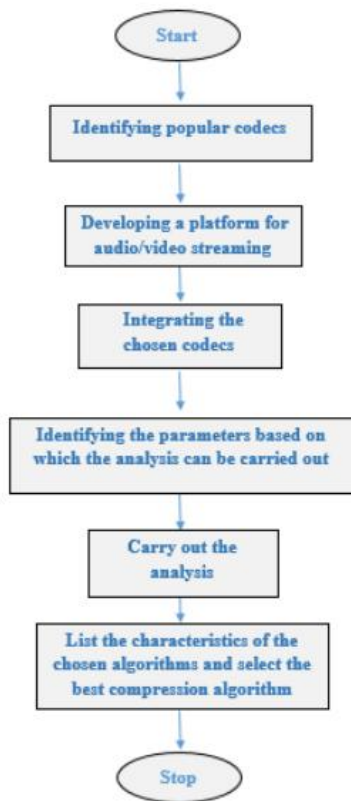 Start
Identifying popular codecs
Developing a platform for
audio/video streaming
Integrating the
chosen codecs
Identifying the parameters based on
which the analysis can be carried out
Carry out the
analysis
List the characteristics of the
chosen algorithms and select the
best compression algorithm
Stop